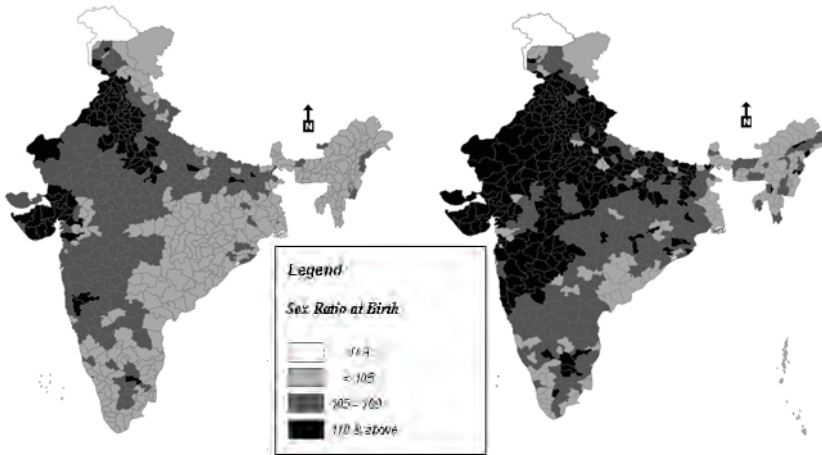 N
N
Legend
Sex Ratio at Birth
< 105
105 – 109
110 & above